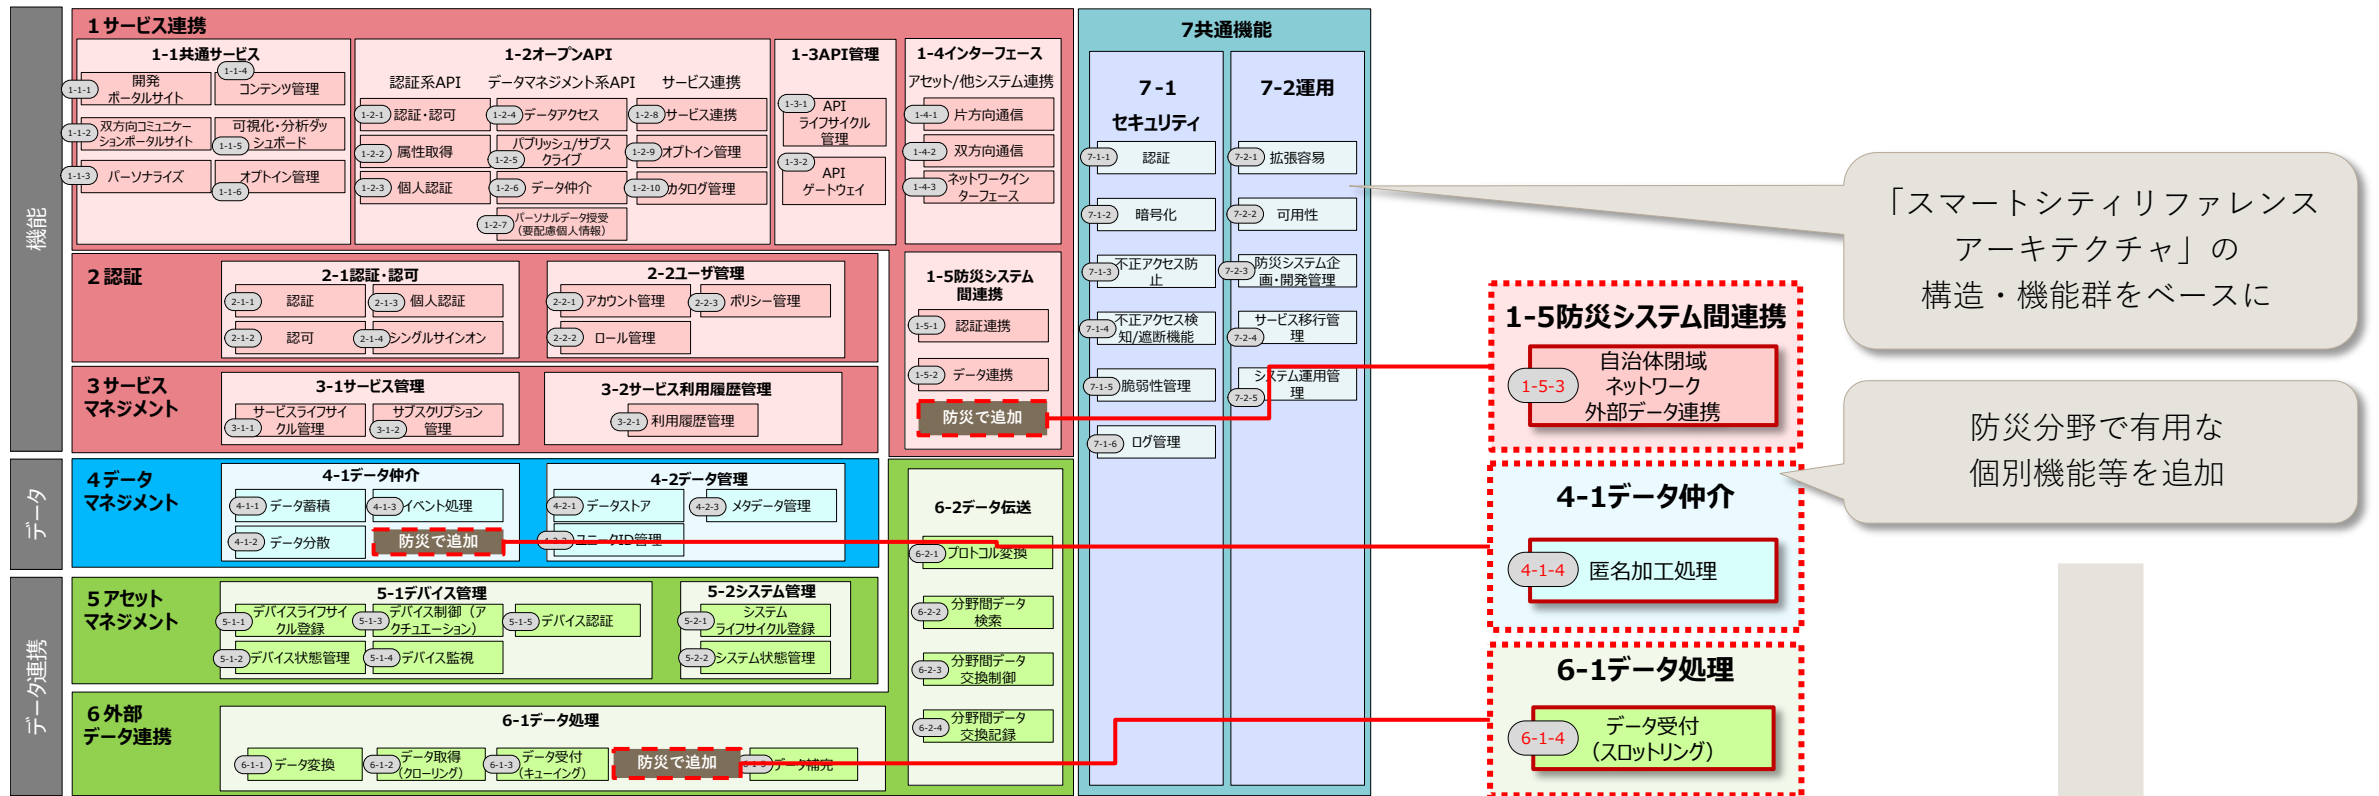 機能
データ
データ連携
1サービス連携
1-1共通サービス
1-1-1
開発
ポータルサイト
1-1-4
コンテンツ管理
1-1-2
双方向コミュニケー
ションポータルサイト
1-1-5
可視化・分析ダッ
シュボード
1-1-3
パーソナライズ
1-1-6
オプトイン管理
1-2オープンAPI
認証系API
データマネジメント系API
サービス連携
1-2-1
認証・認可
1-2-4
データアクセス
1-2-8
サービス連携
1-2-2
属性取得
1-2-5
パブリッシュ/サブス
クライブ
1-2-9
オプトイン管理
1-2-3
個人認証
1-2-6
データ仲介
1-2-10
カタログ管理
1-2-7
パーソナルデータ授受
(要配慮個人情報)
1-3API管理
1-3-1
API
ライフサイクル
管理
1-3-2
API
ゲートウェイ
1-4インターフェース
アセット/他システム連携
1-4-1
片方向通信
1-4-2
双方向通信
1-4-3
ネットワークイン
ターフェース
1-5防災システム
間連携
1-5-1
認証連携
1-5-2
データ連携
防災で追加
2認証
2-1認証・認可
2-1-1
認証
2-1-3
個人認証
2-1-2
認可
2-1-4
シングルサインオン
2-2ユーザ管理
2-2-1
アカウント管理
2-2-3
ポリシー管理
2-2-2
ロール管理
3サービス
マネジメント
3-1サービス管理
3-1-1
サービスライフサイ
クル管理
3-1-2
サブスクリプション
管理
3-2サービス利用履歴管理
3-2-1
利用履歴管理
4データ
マネジメント
4-1データ仲介
4-1-1
データ蓄積
4-1-3
イベント処理
4-1-2
データ分散
防災で追加
4-2データ管理
4-2-1
データストア
4-2-3
メタデータ管理
4-2-2
ユニークID管理
5アセット
マネジメント
5-1デバイス管理
5-1-1
デバイスライフサイ
クル登録
5-1-3
デバイス制御(ア
クチュエーション)
5-1-5
デバイス認証
5-1-2
デバイス状態管理
5-1-4
デバイス監視
5-2システム管理
5-2-1
システム
ライフサイクル登録
5-2-2
システム状態管理
6外部
データ連携
6-1データ処理
6-1-1
データ変換
6-1-2
データ取得
(クローリング)
6-1-3
データ受付
(キューイング)
防災で追加
6-1-5
データ補完
6-2データ伝送
6-2-1
プロトコル変換
6-2-2
分野間データ
検索
6-2-3
分野間データ
交換制御
6-2-4
分野間データ
交換記録
7共通機能
7-1
セキュリティ
7-1-1
認証
7-1-2
暗号化
7-1-3
不正アクセス防
止
7-1-4
不正アクセス検
知/遮断機能
7-1-5
脆弱性管理
7-1-6
ログ管理
7-2運用
7-2-1
拡張容易
7-2-2
可用性
7-2-3
防災システム企
画・開発管理
7-2-4
サービス移行管
理
7-2-5
システム運用管
理
1-5防災システム間連携
1-5-3
自治体閉域
ネットワーク
外部データ連携
4-1データ仲介
4-1-4
匿名加工処理
6-1データ処理
6-1-4
データ受付
(スロットリング)
「スマートシティリファレンス
アーキテクチャ」の
構造・機能群をベースに
防災分野で有用な
個別機能等を追加